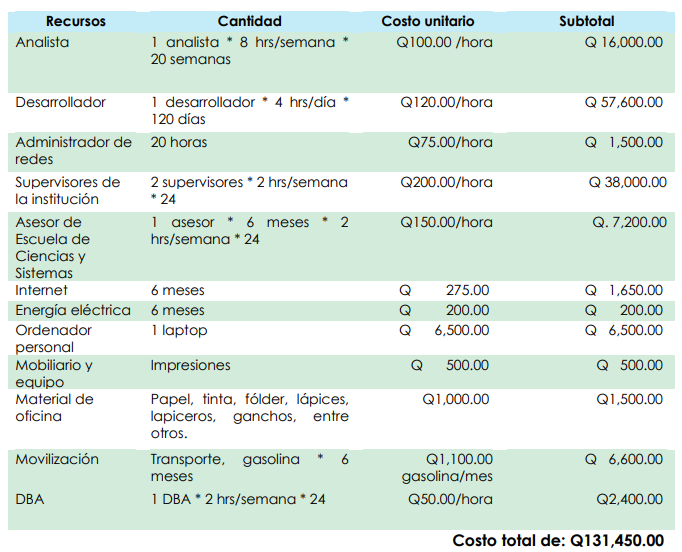 Recursos Cantidad Costo unitario Subtotal
Analista 1 analista * 8 hrs/semana * Q100.00 /hora Q 16,000.00
20 semanas
Desarrollador 1 desarrollador * 4 hrs/día * Q120.00/hora Q 57,600.00
120 días
Administrador de 20 horas Q75.00/hora Q 1,500.00
redes
Supervisores de 2 supervisores * 2 hrs/semana Q200.00/hora Q 38,000.00
la institución * 24
Asesor de 1 asesor * 6 meses * 2 Q150.00/hora Q. 7,200.00
Escuela de hrs/semana * 24
Ciencias y
Sistemas
Internet 6 meses Q 275.00 Q 1,650.00
Energía eléctrica 6 meses Q 200.00 Q 200.00
Ordenador 1 laptop Q 6,500.00 Q 6,500.00
personal
Mobiliario y Impresiones Q 500.00 Q 500.00
equipo
Material de Papel, tinta, fólder, lápices, Q1,000.00 Q1,500.00
oficina lapiceros, ganchos, entre
otros.
Movilización Transporte, gasolina * 6 Q1,100.00 Q 6,600.00
meses gasolina/mes
DBA 1 DBA * 2 hrs/semana * 24 Q50.00/hora Q2,400.00
Costo total de: Q131,450.00